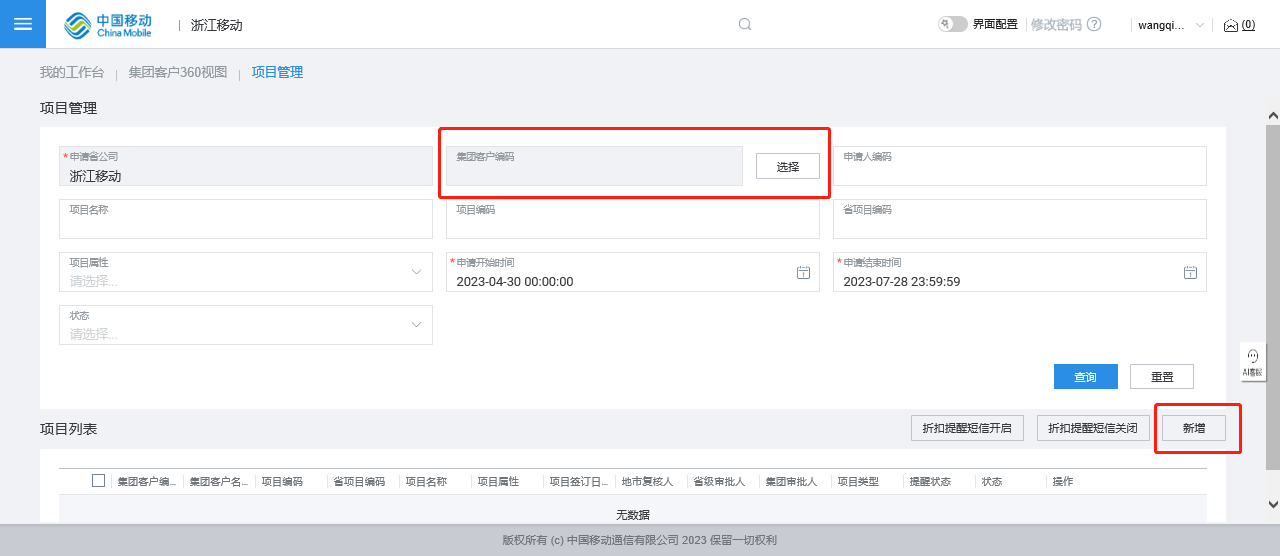 中国移动
China Mobile
浙江移动
界面配置
修改密码
wangqi...
(0)
我的工作台
集团客户360视图
项目管理
项目管理
*申请省公司
浙江移动
集团客户编码
选择
申请人编码
项目名称
项目编码
省项目编码
项目属性
请选择...
*申请开始时间
2023-04-30 00:00:00
*申请结束时间
2023-07-28 23:59:59
状态
请选择...
查询
重置
AI客服
项目列表
折扣提醒短信开启
折扣提醒短信关闭
新增
集团客户编...
集团客户名...
项目编码
省项目编码
项目名称
项目属性
项目签订日...
地市复核人
省级审批人
集团审批人
项目类型
提醒状态
状态
操作
无数据
版权所有 (c) 中国移动通信有限公司 2023 保留一切权利